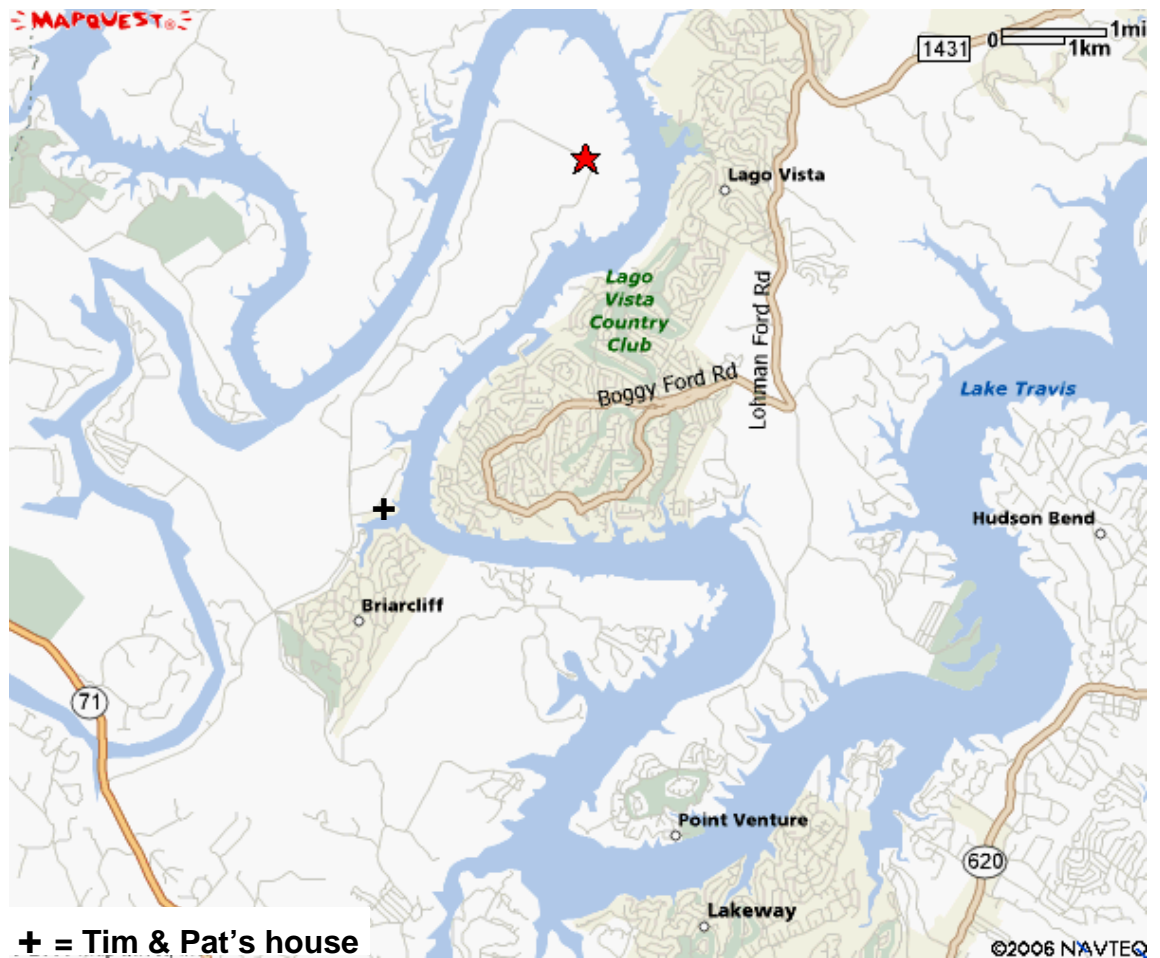 MAPQUEST®
1431
0
1mi
1km
Lago Vista
Lago
Vista
Country
Club
Lohman Ford Rd
Boggy Ford Rd
Lake Travis
Hudson Bend
Briarcliff
71
Point Venture
620
Lakeway
+ = Tim & Pat's house
©2006 NAVTEQ